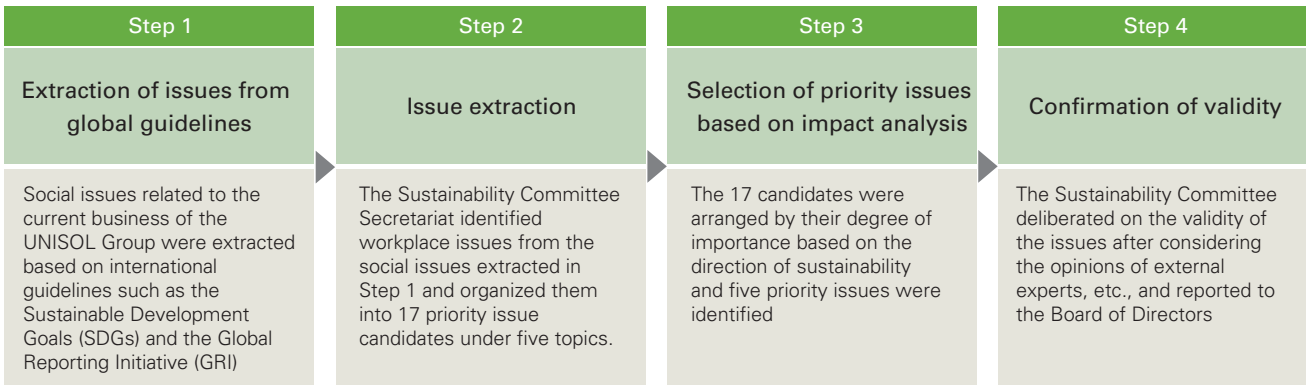 Step 1
Extraction of issues from
global guidelines
Social issues related to the
current business of the
UNISOL Group were extracted
based on international
guidelines such as the
Sustainable Development
Goals (SDGs) and the Global
Reporting Initiative (GRI)
Step 2
Issue extraction
The Sustainability Committee
Secretariat identified
workplace issues from the
social issues extracted in
Step 1 and organized them
into 17 priority issue
candidates under five topics.
Step 3
Selection of priority issues
based on impact analysis
The 17 candidates were
arranged by their degree of
importance based on the
direction of sustainability
and five priority issues were
identified
Step 4
Confirmation of validity
The Sustainability Committee
deliberated on the validity of
the issues after considering
the opinions of external
experts, etc., and reported to
the Board of Directors